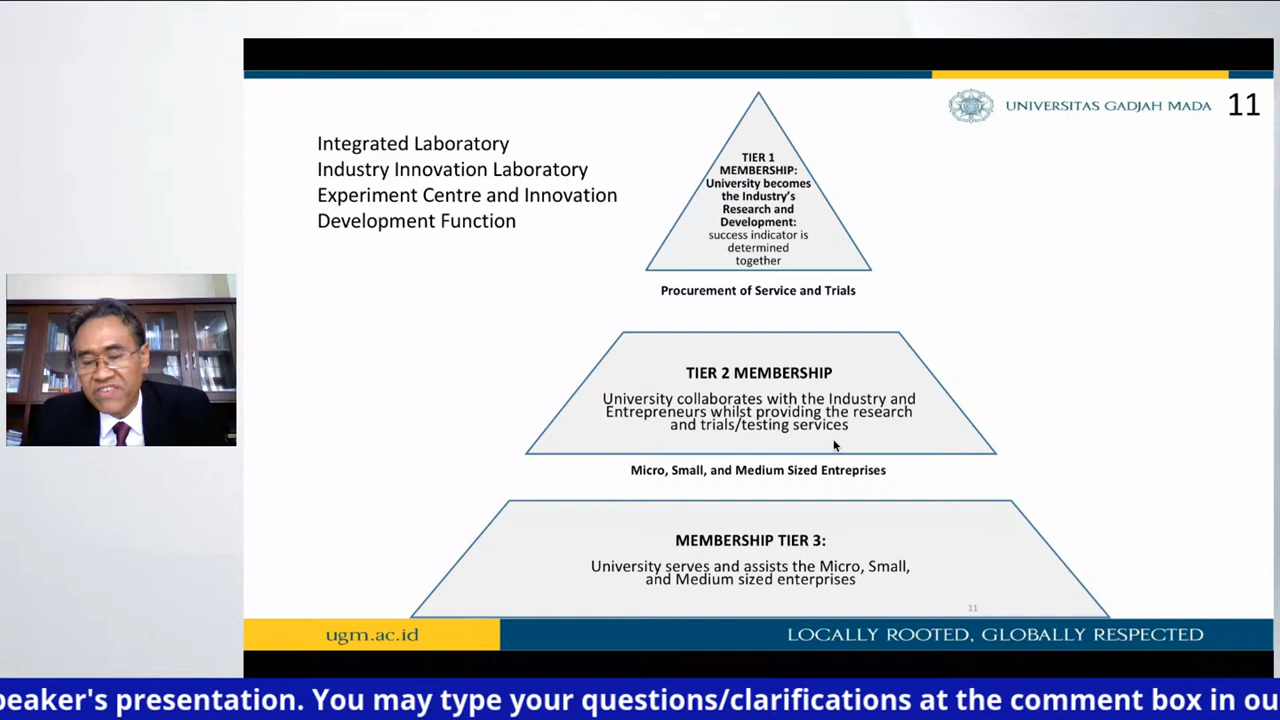 UNIVERSITAS GADJAH MADA 11
Integrated Laboratory
Industry Innovation Laboratory
Experiment Centre and Innovation
Development Function
TIER 1
MEMBERSHIP:
University becomes
the Industry's
Research and
Development:
success indicator is
determined
together
Procurement of Service and Trials
TIER 2 MEMBERSHIP
University collaborates with the Industry and
Entrepreneurs whilst providing the research
and trials/testing services
Micro, Small, and Medium Sized Entreprises
MEMBERSHIP TIER 3:
University serves and assists the Micro, Small,
and Medium sized enterprises
11
ugm.ac.id
LOCALLY ROOTED, GLOBALLY RESPECTED
peaker's presentation. You may type your questions/clarifications at the comment box in ou